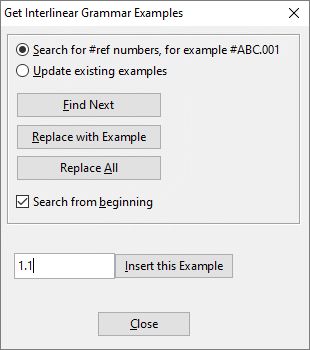 Get Interlinear Grammar Examples
Search for #ref numbers, for example #ABC.001
Update existing examples
Find Next
Replace with Example
Replace All
Search from beginning
1.1 Insert this Example
Close